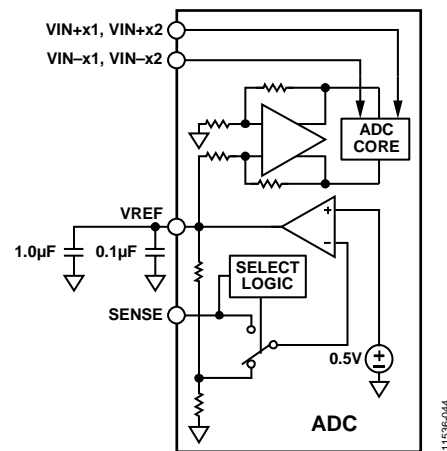 VIN+x1, VIN+x2
VIN–x1, VIN–x2
ADC
CORE
VREF
1.0µF
0.1µF
+
–
SELECT
LOGIC
SENSE
0.5V
+
–
ADC
11536-044